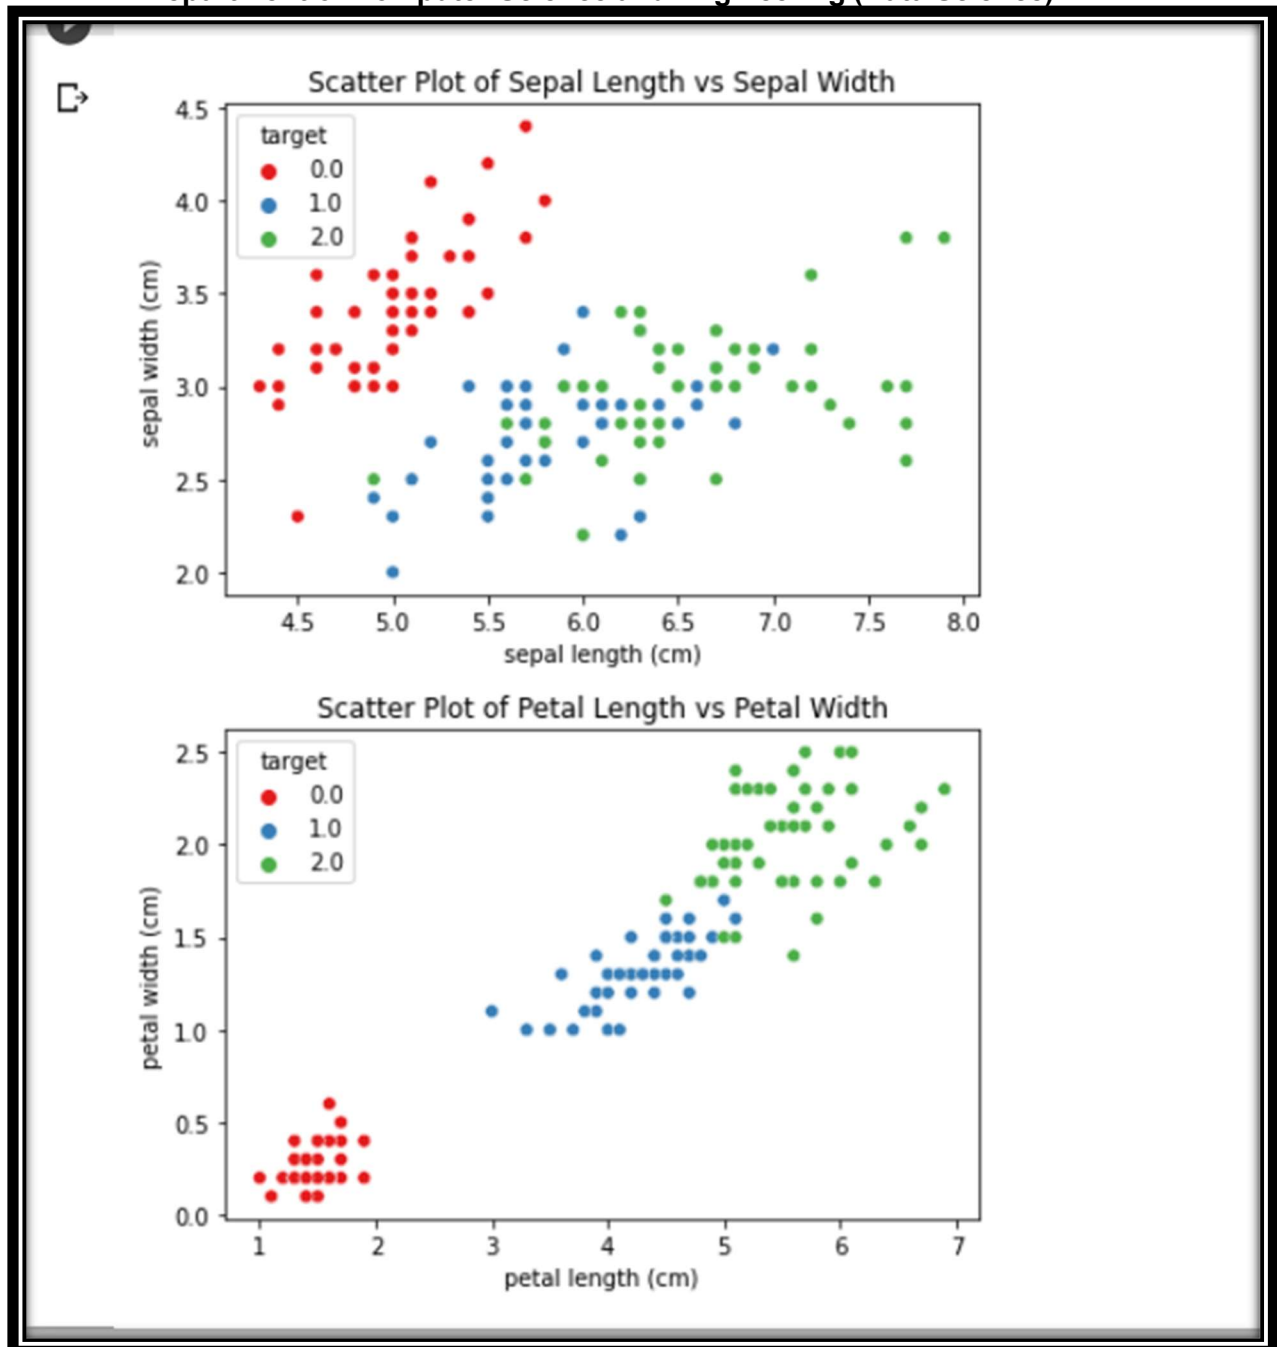 Scatter Plot of Sepal Length vs Sepal Width
4.5
target
0.0
1.0
2.0
4.0
3.5
3.0
2.5
2.0
sepal width (cm)
4.5 5.0 5.5 6.0 6.5 7.0 7.5 8.0
sepal length (cm)
Scatter Plot of Petal Length vs Petal Width
2.5
target
0.0
1.0
2.0
2.0
1.5
1.0
0.5
0.0
petal width (cm)
1 2 3 4 5 6 7
petal length (cm)